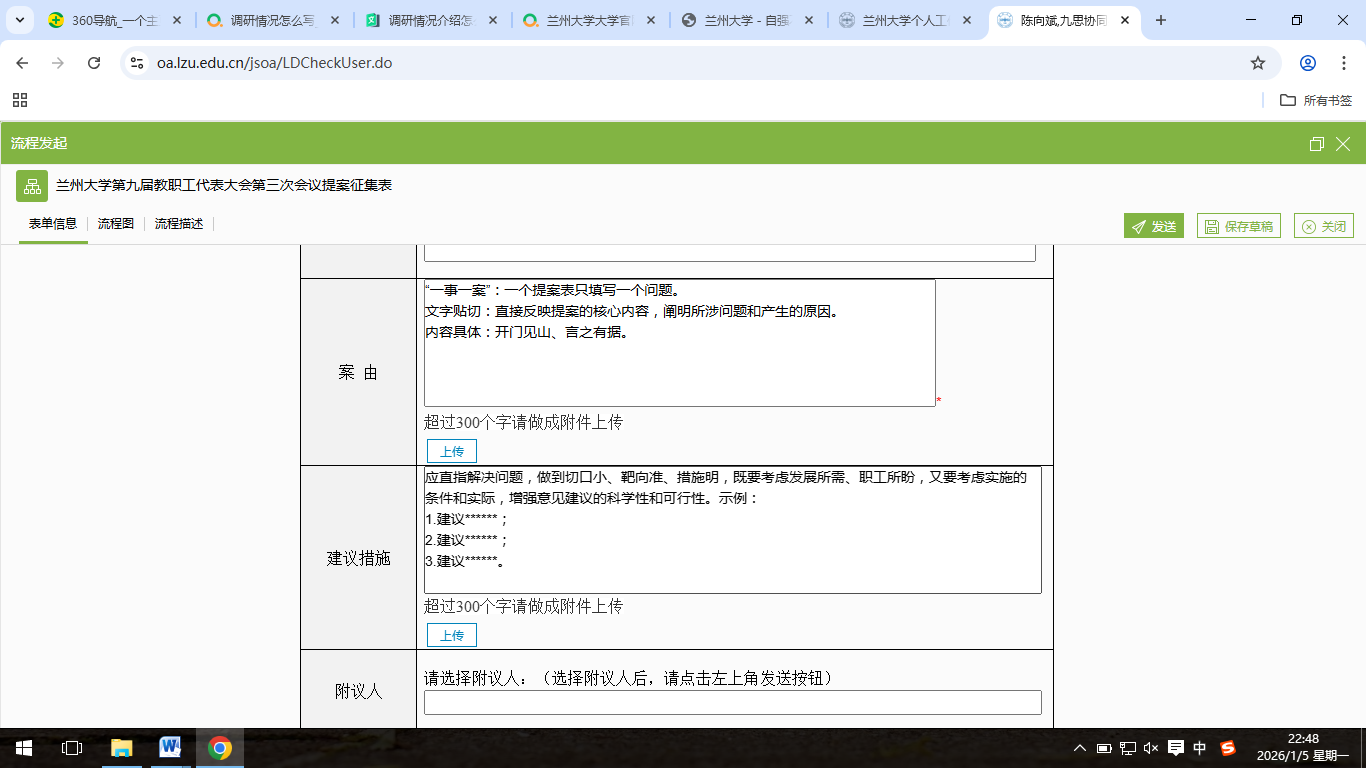 360导航_一个主
调研情况怎么写
调研情况介绍怎
兰州大学大学官
兰州大学 - 自强
兰州大学个人工
陈向斌,九思协同
oa.lzu.edu.cn/jsoa/LDCheckUser.do
所有书签
流程发起
兰州大学第九届教职工代表大会第三次会议提案征集表
表单信息 流程图 流程描述
发送 保存草稿 关闭
“一事一案”：一个提案表只填写一个问题。
文字贴切：直接反映提案的核心内容，阐明所涉问题和产生的原因。
内容具体：开门见山、言之有据。
案 由
*
超过300个字请做成附件上传
上传
应直指解决问题，做到切口小、靶向准、措施明，既要考虑发展所需、职工所盼，又要考虑实施的
条件和实际，增强意见建议的科学性和可行性。示例：
1.建议******；
2.建议******；
3.建议******。
建议措施
超过300个字请做成附件上传
上传
附议人
请选择附议人：（选择附议人后，请点击左上角发送按钮）
中
22:48
2026/1/5 星期一